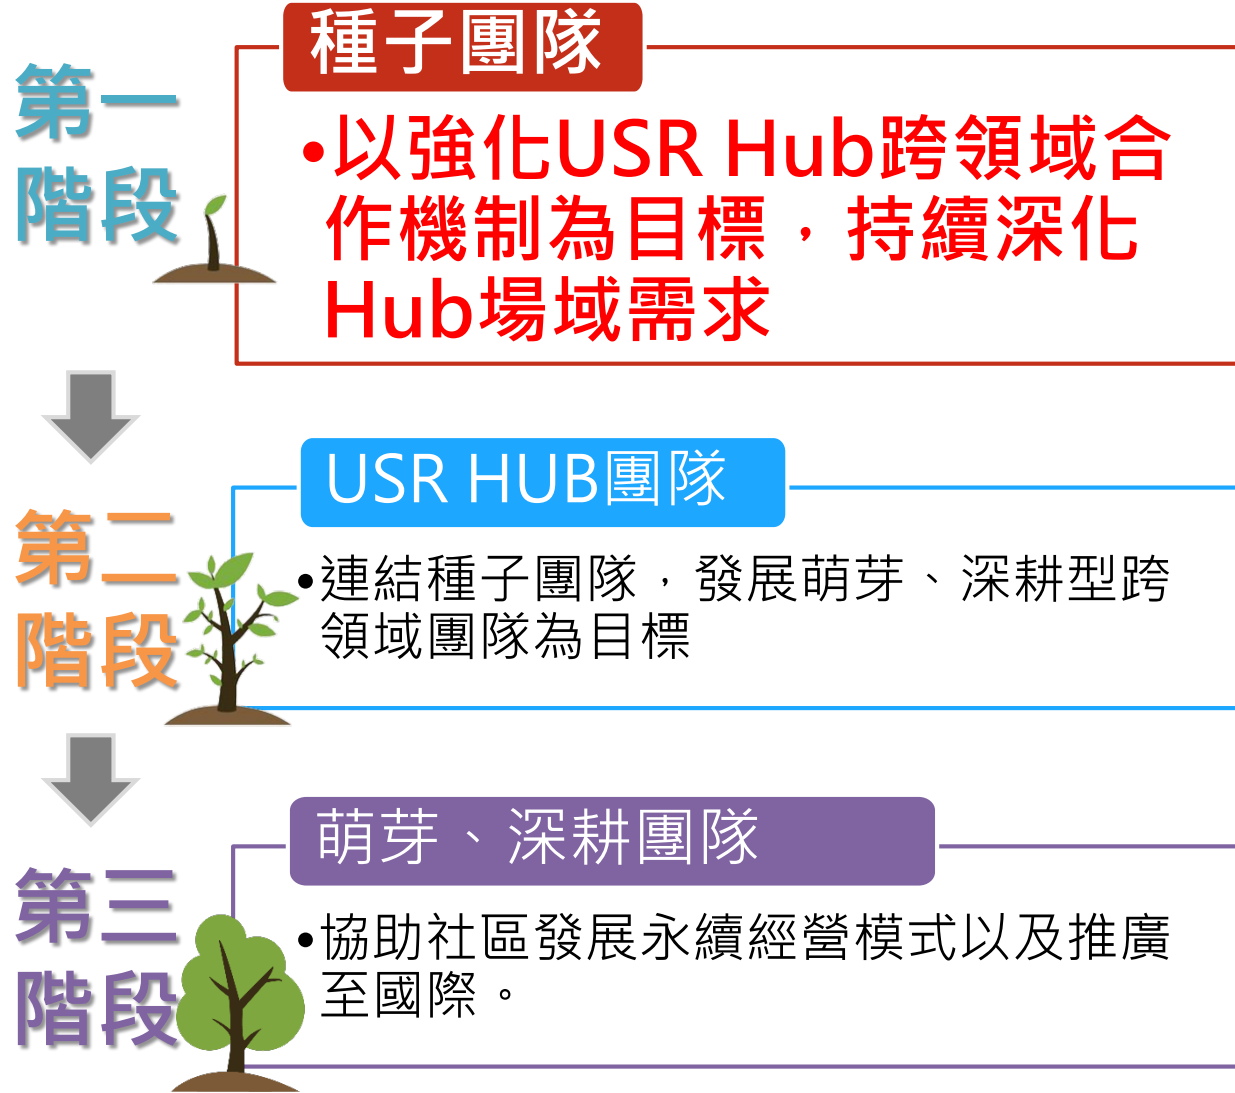 第一
階段
種子團隊
•以強化USR Hub跨領域合
作機制為目標，持續深化
Hub場域需求
第二
階段
USR HUB團隊
•連結種子團隊，發展萌芽、深耕型跨
領域團隊為目標
第三
階段
萌芽、深耕團隊
•協助社區發展永續經營模式以及推廣
至國際。